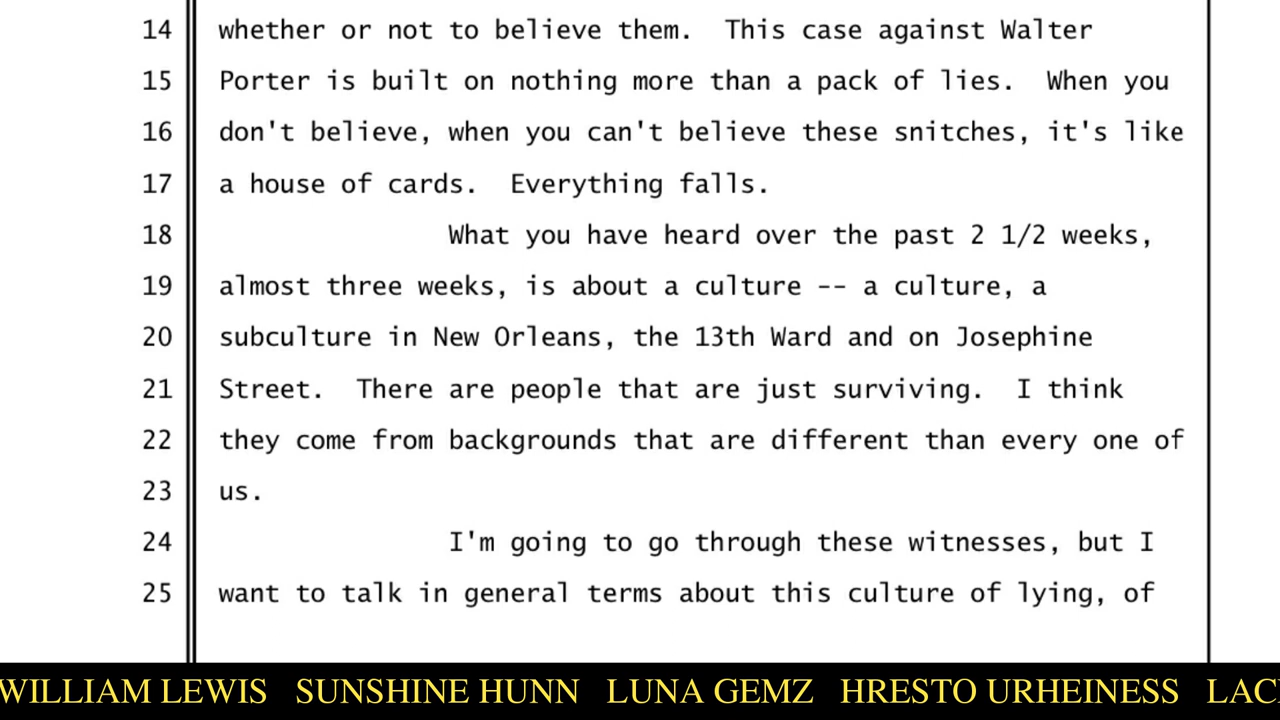 14 whether or not to believe them.  This case against Walter
15 Porter is built on nothing more than a pack of lies.  When you
16 don't believe, when you can't believe these snitches, it's like
17 a house of cards.  Everything falls.
18 What you have heard over the past 2 1/2 weeks,
19 almost three weeks, is about a culture -- a culture, a
20 subculture in New Orleans, the 13th Ward and on Josephine
21 Street.  There are people that are just surviving.  I think
22 they come from backgrounds that are different than every one of
23 us.
24 I'm going to go through these witnesses, but I
25 want to talk in general terms about this culture of lying, of
WILLIAM LEWIS   SUNSHINE HUNN   LUNA GEMZ   HRESTO URHEINESS